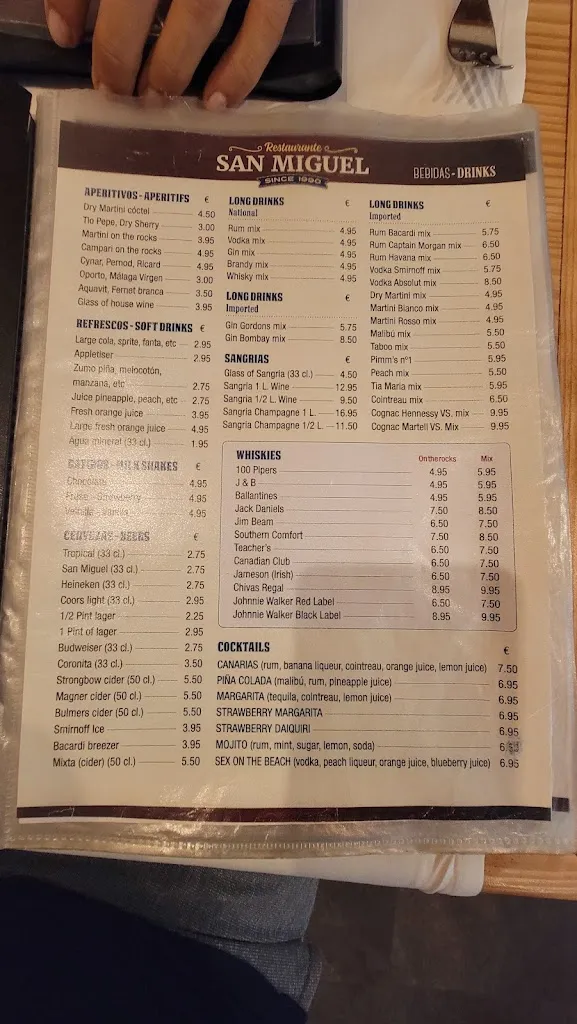 Restaurante
SAN MIGUEL
SINCE 1990
BEBIDAS - DRINKS
APERITIVOS - APERITIFS €
Dry Martini cóctel 4.50
Tio Pepe, Dry Sherry 3.00
Martini on the rocks 3.95
Campari on the rocks 4.95
Cynar, Pernod, Ricard 4.95
Oporto, Málaga Virgen 3.00
Aquavit, Fernet branca 3.50
Glass of house wine 3.95
REFRESCOS - SOFT DRINKS €
Large cola, sprite, fanta, etc 2.95
Appletiser 2.95
Zumo piña, melocotón,
manzana, etc 2.75
Juice pineapple, peach, etc 2.75
Fresh orange juice 3.95
Large fresh orange juice 4.95
Agua mineral (33 cl.) 1.95
BATIDOS - MILK SHAKES €
Chocolate 4.95
Fresa - Strawberry 4.95
Vainilla - Vanilla 4.95
CERVEZAS - BEERS €
Tropical (33 cl.) 2.75
San Miguel (33 cl.) 2.75
Heineken (33 cl.) 2.75
Coors light (33 cl.) 2.95
1/2 Pint lager 2.25
1 Pint of lager 2.95
Budweiser (33 cl.) 2.75
Coronita (33 cl.) 3.50
Strongbow cider (50 cl.) 5.50
Magner cider (50 cl.) 5.50
Bulmers cider (50 cl.) 5.50
Smirnoff Ice 3.95
Bacardi breezer 3.95
Mixta (cider) (50 cl.) 5.50
LONG DRINKS €
National
Rum mix 4.95
Vodka mix 4.95
Gin mix 4.95
Brandy mix 4.95
Whisky mix 4.95
LONG DRINKS €
Imported
Gin Gordons mix 5.75
Gin Bombay mix 8.50
SANGRIAS €
Glass of Sangria (33 cl.) 4.50
Sangria 1 L. Wine 12.95
Sangria 1/2 L. Wine 9.50
Sangria Champagne 1 L. 16.95
Sangria Champagne 1/2 L. 11.50
LONG DRINKS €
Imported
Rum Bacardi mix 5.75
Rum Captain Morgan mix 6.50
Rum Havana mix 6.50
Vodka Smirnoff mix 5.75
Vodka Absolut mix 8.50
Dry Martini mix 4.95
Martini Bianco mix 4.95
Martini Rosso mix 4.95
Malibú mix 5.50
Taboo mix 5.50
Pimm's nº1 5.95
Peach mix 5.50
Tia Maria mix 5.95
Cointreau mix 6.50
Cognac Hennessy VS. mix 9.95
Cognac Martell VS. Mix 9.95
WHISKIES On the rocks Mix
100 Pipers 4.95 5.95
J & B 4.95 5.95
Ballantines 4.95 5.95
Jack Daniels 7.50 8.50
Jim Beam 6.50 7.50
Southern Comfort 7.50 8.50
Teacher's 6.50 7.50
Canadian Club 6.50 7.50
Jameson (Irish) 6.50 7.50
Chivas Regal 8.95 9.95
Johnnie Walker Red Label 6.50 7.50
Johnnie Walker Black Label 8.95 9.95
COCKTAILS €
CANARIAS (rum, banana liqueur, cointreau, orange juice, lemon juice) 7.50
PIÑA COLADA (malibú, rum, pineapple juice) 6.95
MARGARITA (tequila, cointreau, lemon juice) 6.95
STRAWBERRY MARGARITA 6.95
STRAWBERRY DAIQUIRI 6.95
MOJITO (rum, mint, sugar, lemon, soda)
SEX ON THE BEACH (vodka, peach liqueur, orange juice, blueberry juice) 6.95